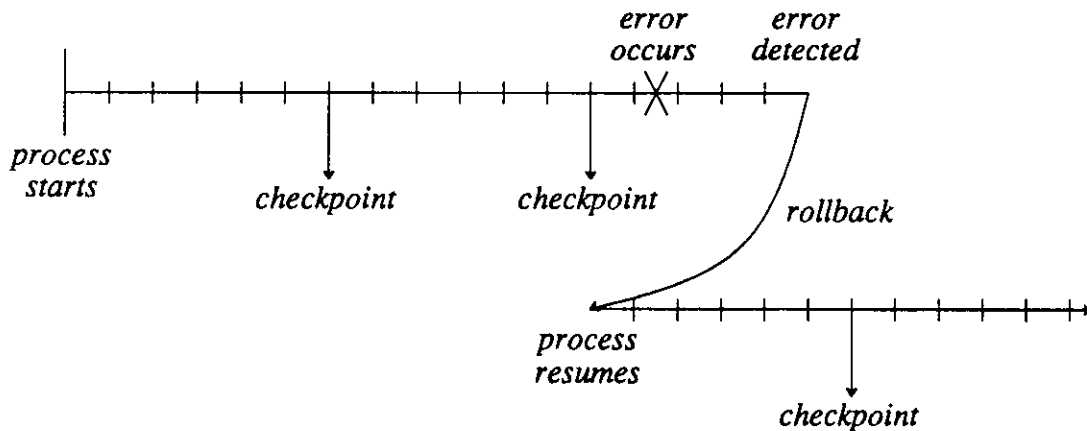 error
occurs
error
detected
process
starts
checkpoint
checkpoint
rollback
process
resumes
checkpoint